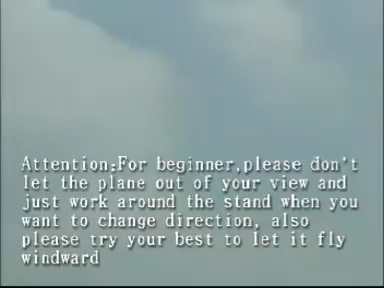 Attention:For beginner,please don't
let the plane out of your view and
just work around the stand when you
want to change direction, also
please try your best to let it fly
windward